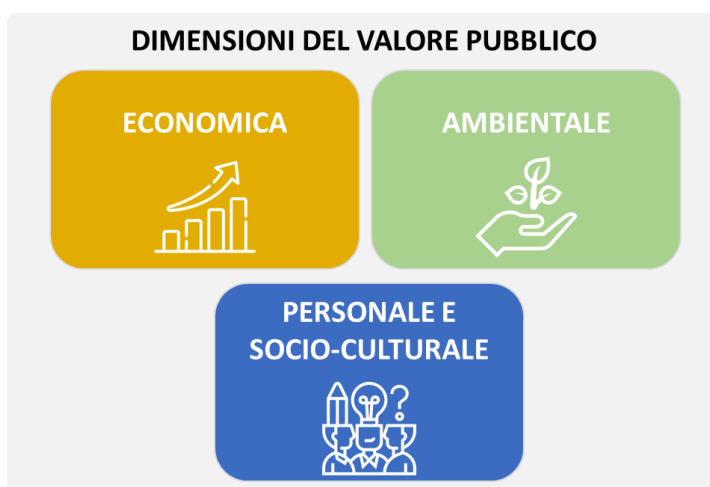 DIMENSIONI DEL VALORE PUBBLICO
ECONOMICA
AMBIENTALE
PERSONALE E
SOCIO-CULTURALE